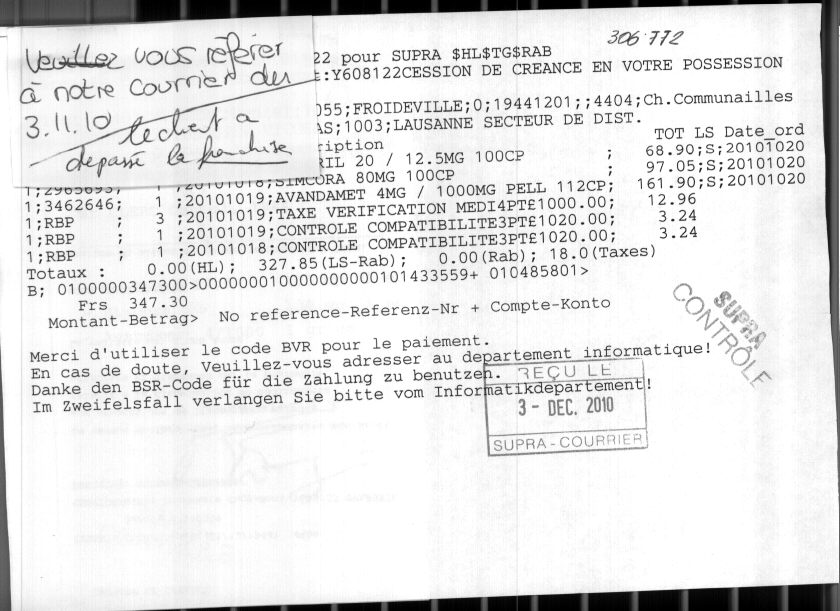 306 772
Veuillez vous référer
à notre courrier du
3.11.10
le client a
depassé la franchise
22 pour SUPRA $HL$TG$RAB
E:Y608122CESSION DE CREANCE EN VOTRE POSSESSION
055;FROIDEVILLE;0;19441201;;4404;Ch.Communailles
AS;1003;LAUSANNE SECTEUR DE DIST.
ription TOT LS Date_ord
RIL 20 / 12.5MG 100CP ; 68.90;S;20101020
1;2965693; 1 ;20101018;SIMCORA 80MG 100CP ; 97.05;S;20101020
1;3462646; 1 ;20101019;AVANDAMET 4MG / 1000MG PELL 112CP; 161.90;S;20101020
1;RBP ; 3 ;20101019;TAXE VERIFICATION MEDI4PT£1000.00; 12.96
1;RBP ; 1 ;20101019;CONTROLE COMPATIBILITE3PT£1020.00; 3.24
1;RBP ; 1 ;20101018;CONTROLE COMPATIBILITE3PT£1020.00; 3.24
Totaux : 0.00(HL); 327.85(LS-Rab); 0.00(Rab); 18.0(Taxes)
B; 0100000347300>000000010000000000101433559+ 010485801>
Frs 347.30
Montant-Betrag> No reference-Referenz-Nr + Compte-Konto
SUPRA
CONTRÔLE
Merci d'utiliser le code BVR pour le paiement.
En cas de doute, Veuillez-vous adresser au departement informatique!
Danke den BSR-Code für die Zahlung zu benutzen.
Im Zweifelsfall verlangen Sie bitte vom Informatikdepartement!
REÇU LE
3 - DEC. 2010
SUPRA - COURRIER